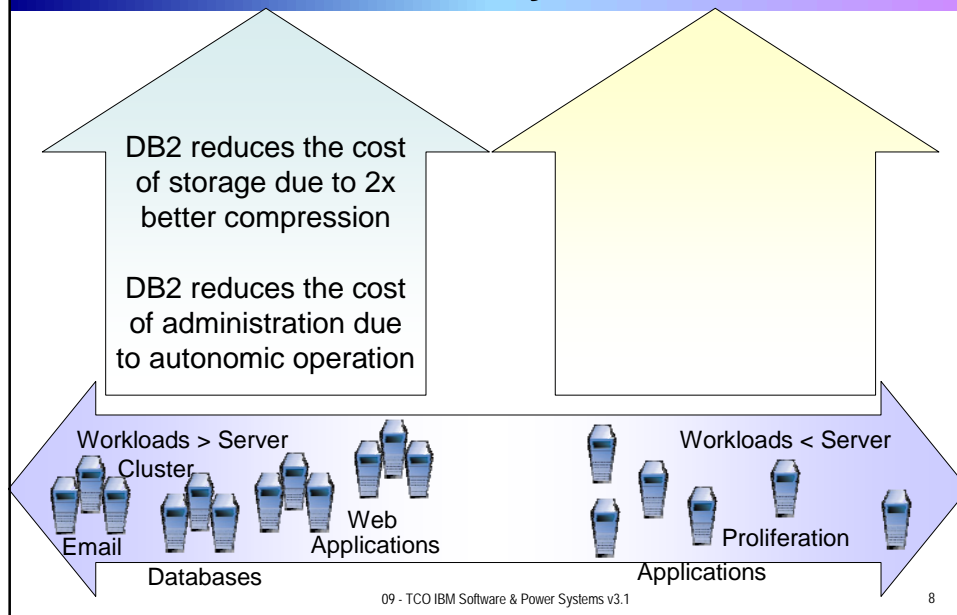 DB2 reduces the cost
of storage due to 2x
better compression
DB2 reduces the cost
of administration due
to autonomic operation
Workloads > Server
Cluster
Email
Databases
Web
Applications
Workloads < Server
Proliferation
Applications
09 - TCO IBM Software & Power Systems v3.1
8